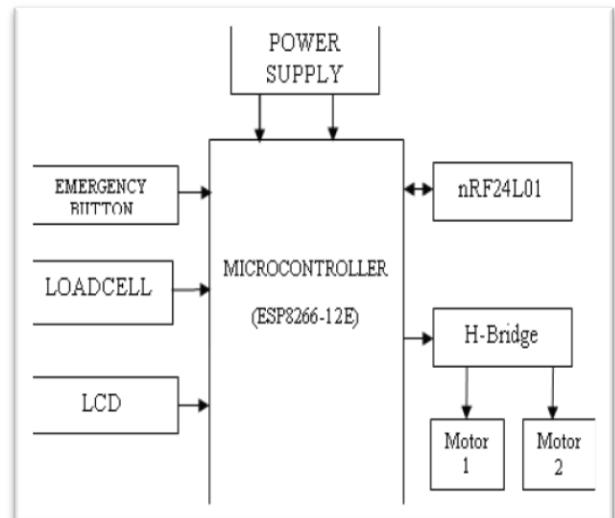 POWER
SUPPLY
EMERGENCY
BUTTON
nRF24L01
MICROCONTROLLER
(ESP8266-12E)
LOADCELL
H-Bridge
LCD
Motor
1
Motor
2